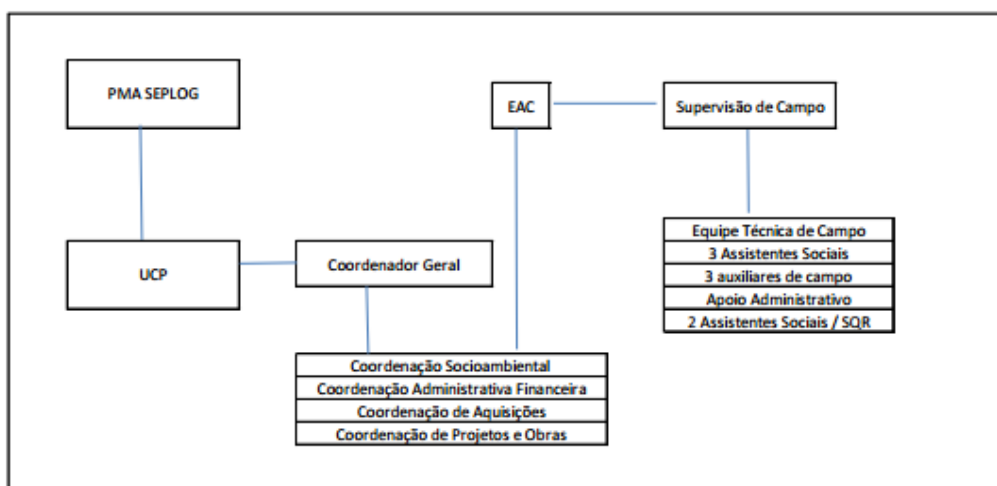 PMA SEPLOG
EAC
Supervisão de Campo
UCP
Coordenador Geral
Equipe Técnica de Campo
3 Assistentes Sociais
3 auxiliares de campo
Apoio Administrativo
2 Assistentes Sociais / SQR
Coordenação Socioambiental
Coordenação Administrativa Financeira
Coordenação de Aquisições
Coordenação de Projetos e Obras